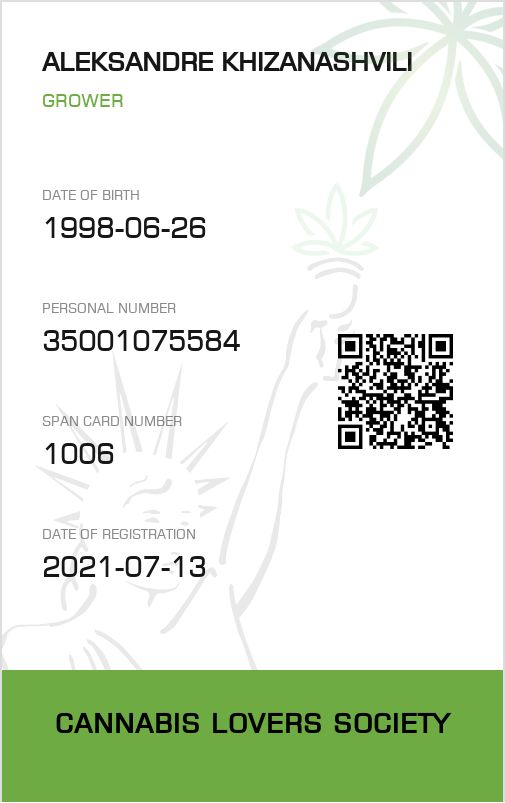 ALEKSANDRE KHIZANASHVILI
GROWER
DATE OF BIRTH
1998-06-26
PERSONAL NUMBER
35001075584
SPAN CARD NUMBER
1006
DATE OF REGISTRATION
2021-07-13
CANNABIS LOVERS SOCIETY